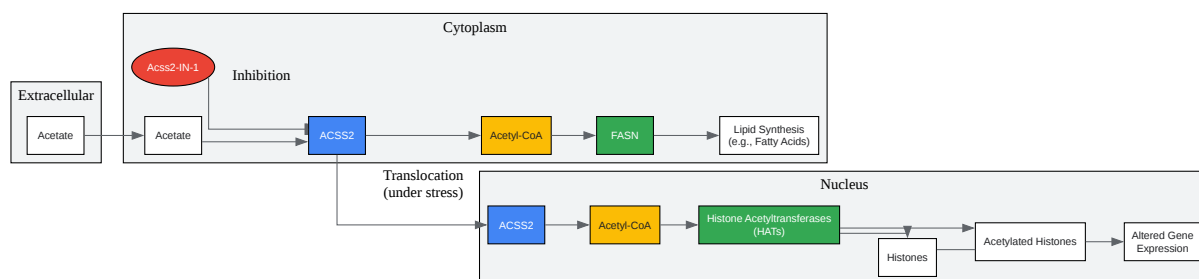 Cytoplasm
Acss2-IN-1
Inhibition
Extracellular
Acetate
Acetate
ACSS2
Acetyl-CoA
FASN
Lipid Synthesis
(e.g., Fatty Acids)
Translocation
(under stress)
Nucleus
ACSS2
Acetyl-CoA
Histone Acetyltransferases
(HATs)
Histones
Acetylated Histones
Altered Gene
Expression